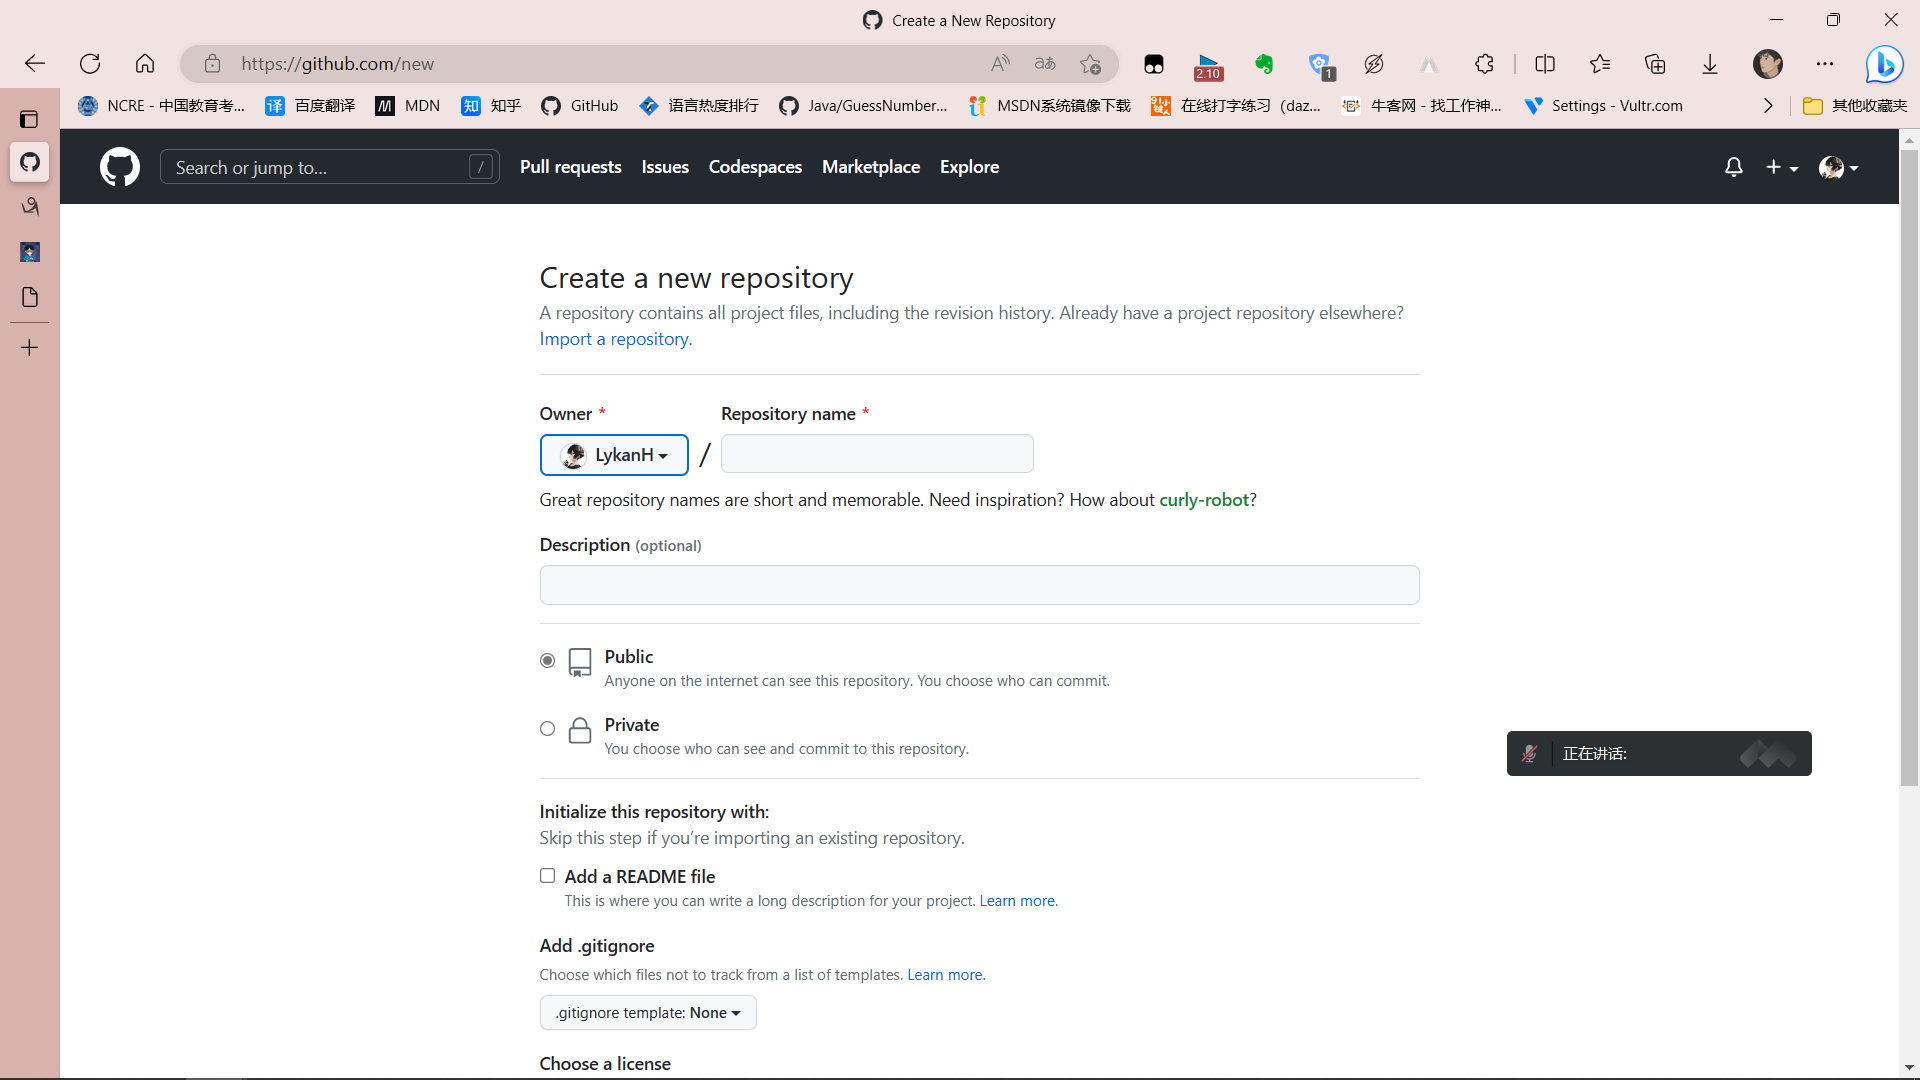 Create a New Repository
https://github.com/new
2.10
1
NCRE - 中国教育考...
译 百度翻译
MDN
知 知乎
GitHub
语言热度排行
Java/GuessNumber...
MSDN系统镜像下载
在线打字练习（daz...
牛客网 - 找工作神...
Settings - Vultr.com
其他收藏夹
Search or jump to...
/
Pull requests
Issues
Codespaces
Marketplace
Explore
Create a new repository
A repository contains all project files, including the revision history. Already have a project repository elsewhere?
Import a repository.
Owner *
Repository name *
LykanH
/
Great repository names are short and memorable. Need inspiration? How about curly-robot?
Description (optional)
Public
Anyone on the internet can see this repository. You choose who can commit.
Private
You choose who can see and commit to this repository.
正在讲话:
Initialize this repository with:
Skip this step if you’re importing an existing repository.
Add a README file
This is where you can write a long description for your project. Learn more.
Add .gitignore
Choose which files not to track from a list of templates. Learn more.
.gitignore template: None
Choose a license